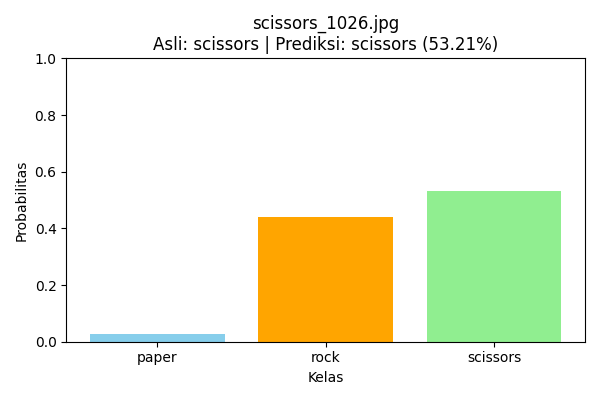 scissors_1026.jpg
Asli: scissors | Prediksi: scissors (53.21%)
1.0
0.8
0.6
0.4
0.2
0.0
Probabilitas
paper rock scissors
Kelas